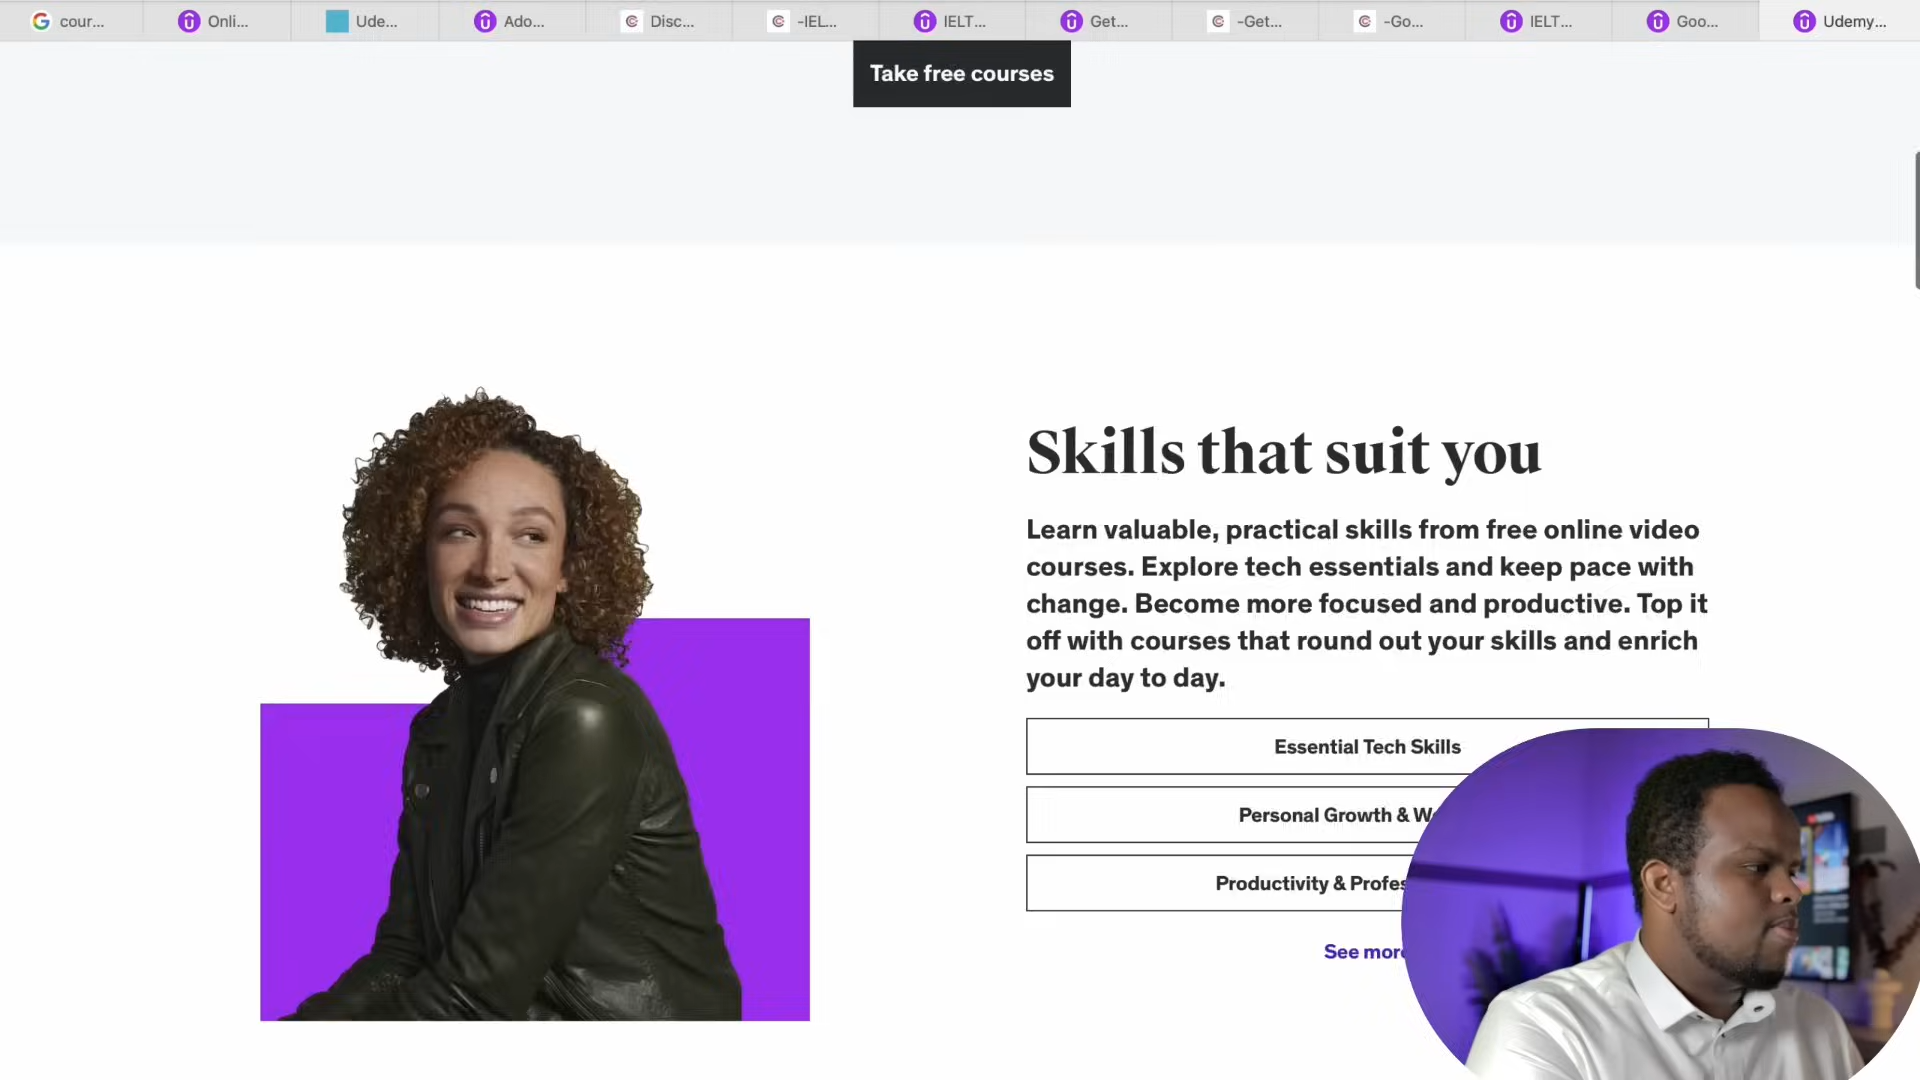 cour...
Onli...
Ude...
Ado...
Disc...
-IEL...
IELT...
Get...
-Get...
-Go...
IELT...
Goo...
Udemy...
Take free courses
Skills that suit you
Learn valuable, practical skills from free online video
courses. Explore tech essentials and keep pace with
change. Become more focused and productive. Top it
off with courses that round out your skills and enrich
your day to day.
Essential Tech Skills
Personal Growth & W
Productivity & Profes
See more